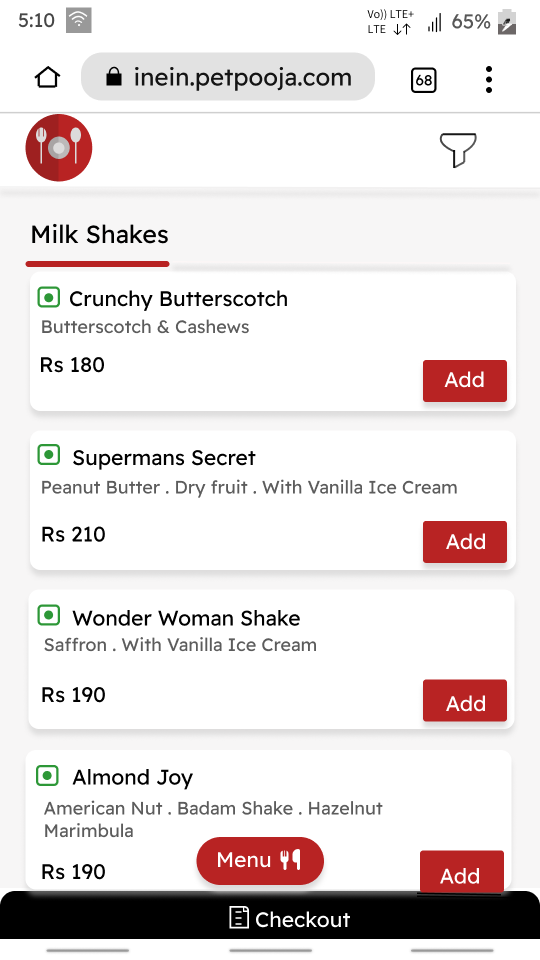 5:10
Vo)) LTE+
LTE ↓↑
65%
inein.petpooja.com
68
Milk Shakes
Crunchy Butterscotch
Butterscotch & Cashews
Rs 180
Add
Supermans Secret
Peanut Butter . Dry fruit . With Vanilla Ice Cream
Rs 210
Add
Wonder Woman Shake
Saffron . With Vanilla Ice Cream
Rs 190
Add
Almond Joy
American Nut . Badam Shake . Hazelnut
Marimbula
Menu
Rs 190
Add
Checkout